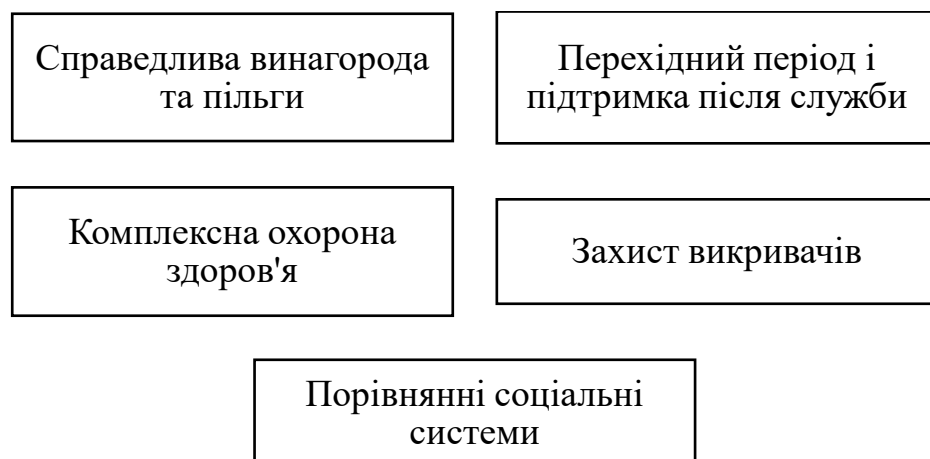 Справедлива винагорода
та пільги
Перехідний період і
підтримка після служби
Комплексна охорона
здоров'я
Захист викривачів
Порівнянні соціальні
системи